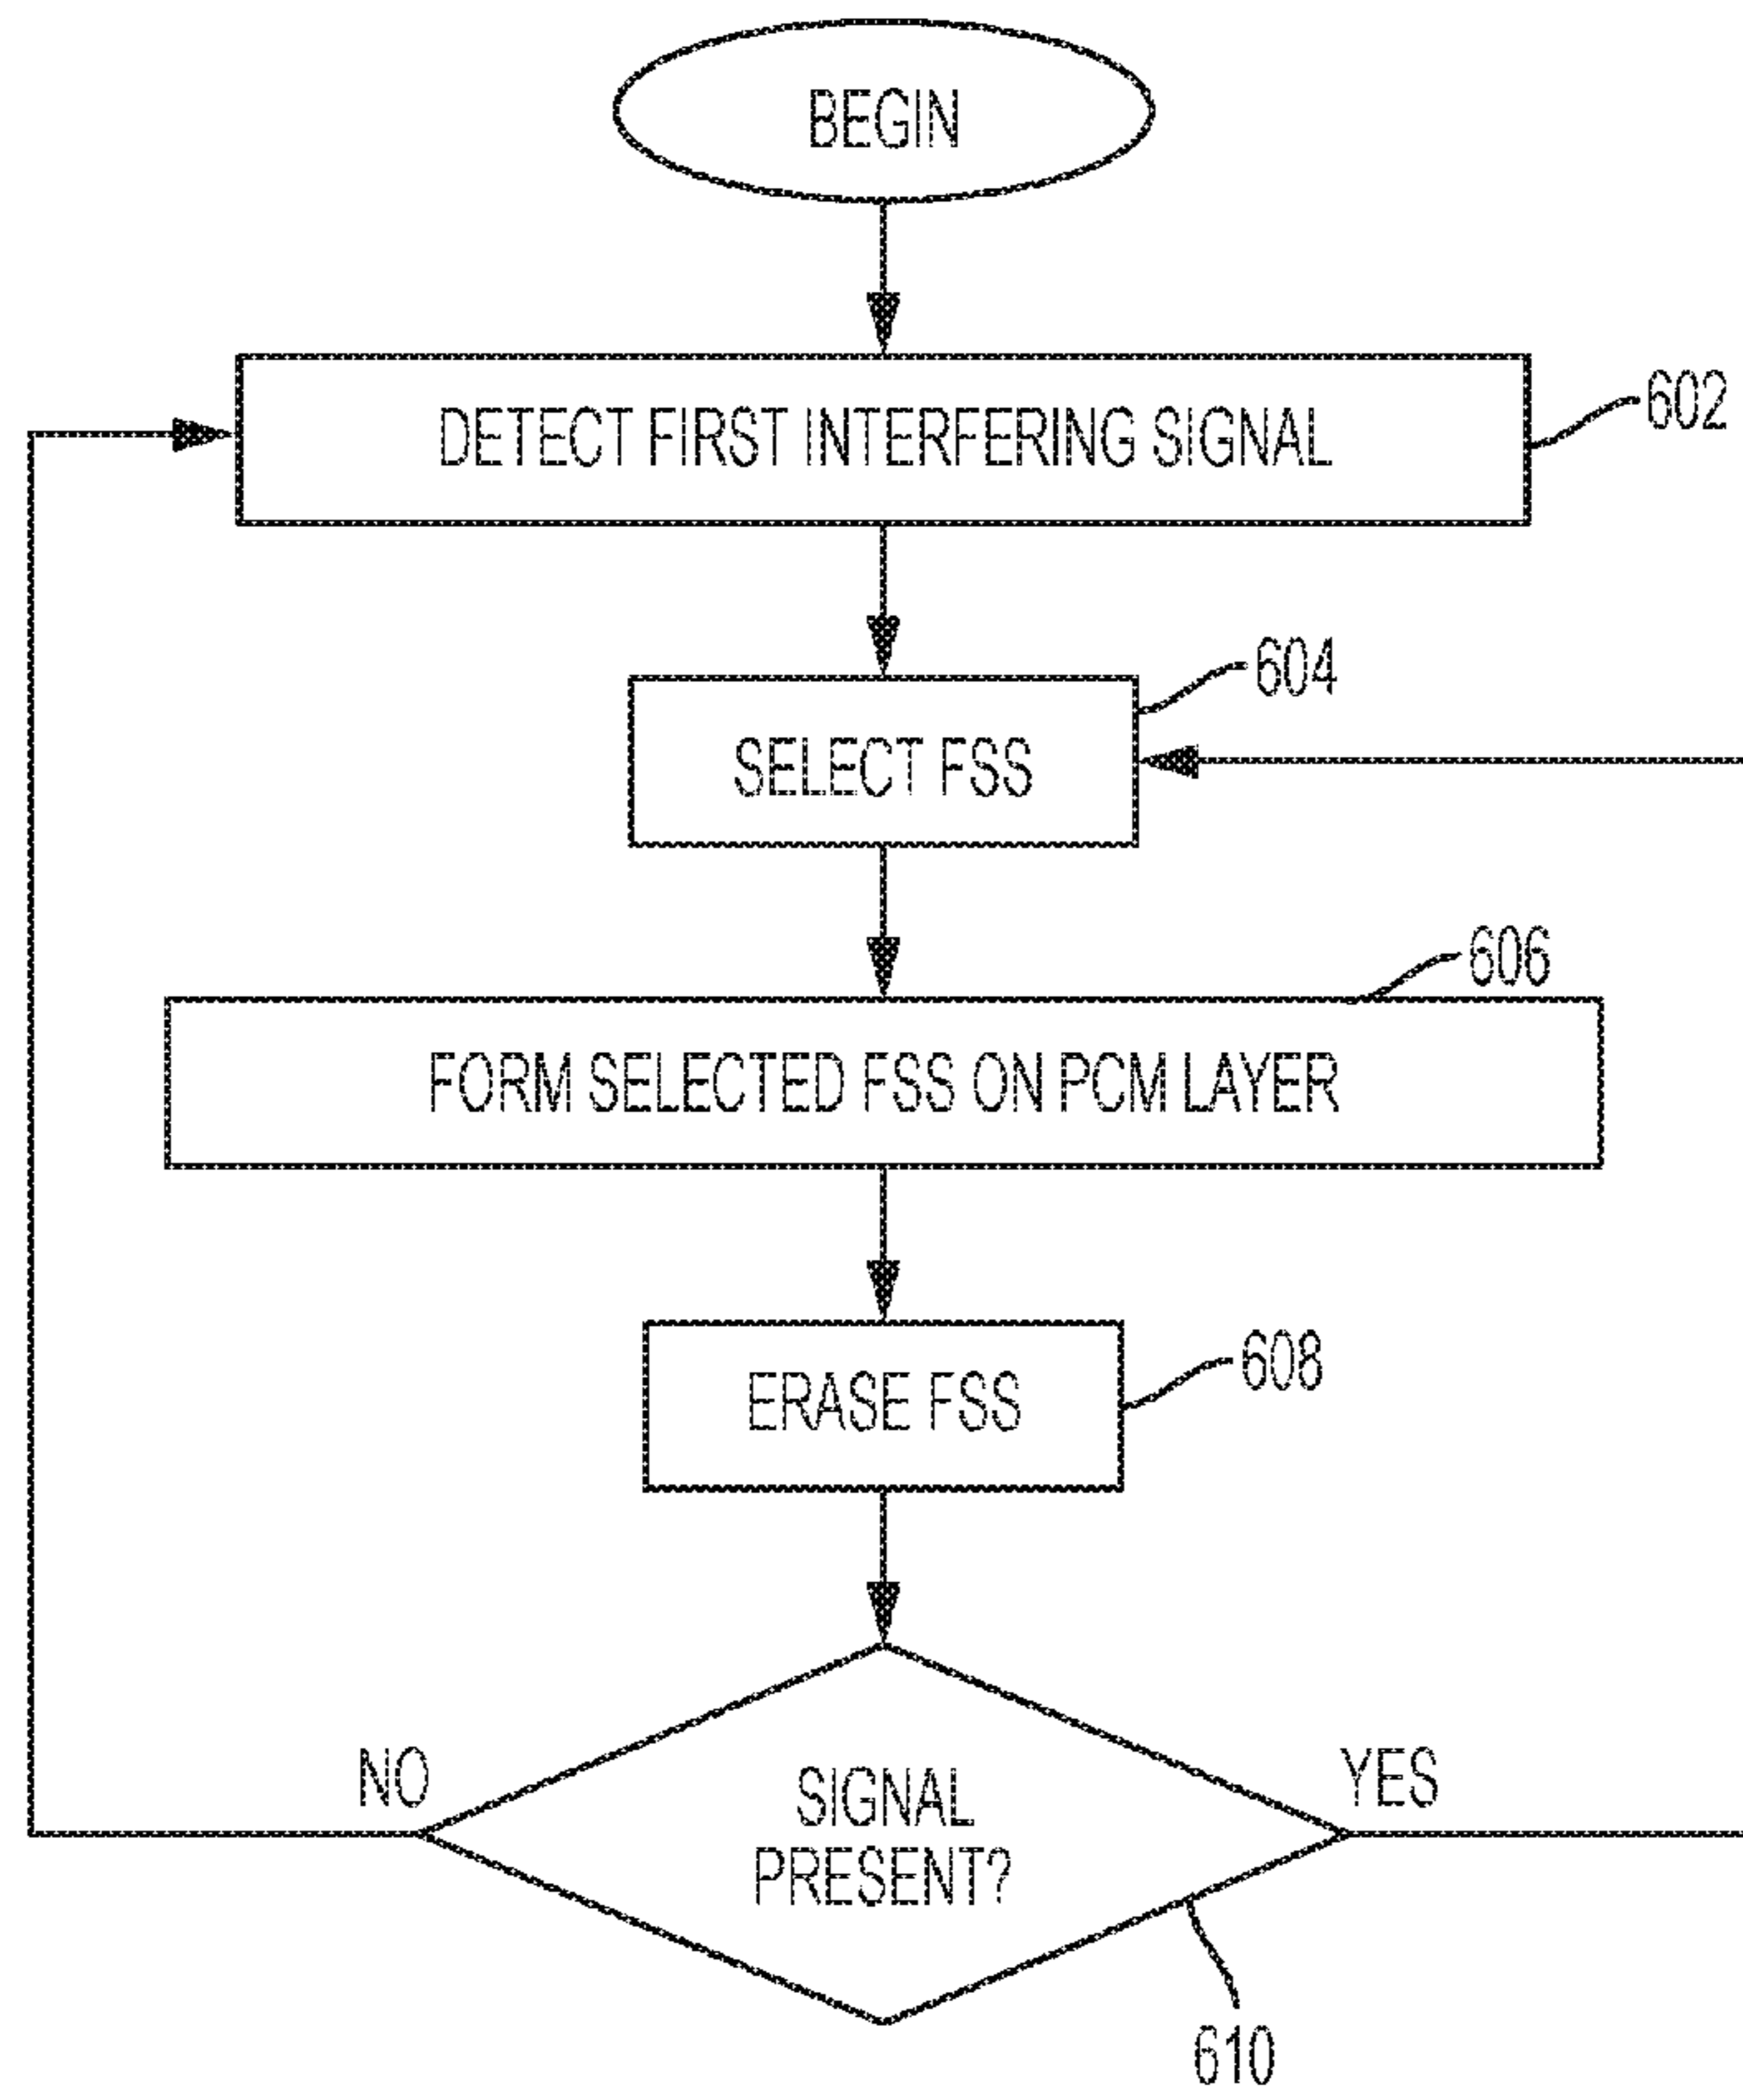 BEGIN
DETECT FIRST INTERFERING SIGNAL
602
604
SELECT FSS
606
FORM SELECTED FSS ON PCM LAYER
608
ERASE FSS
NO
YES
SIGNAL
PRESENT?
610